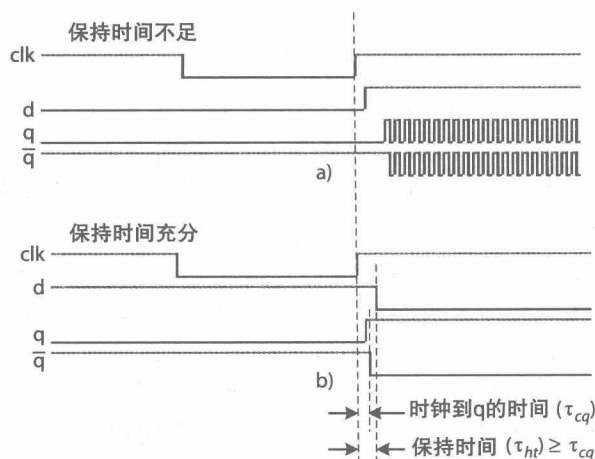 保持时间不足
clk
d
q
q̅
a)
保持时间充分
clk
d
q
q̅
b)
时钟到q的时间 (τcq)
保持时间 (τht) ≥ τcq